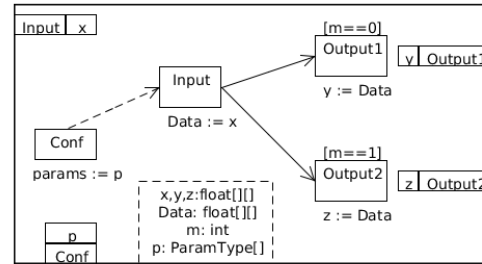 Input x
[m==0]
Output1
y Output1
y := Data
Input
Data := x
Conf
params := p
[m==1]
Output2
z Output2
z := Data
x,y,z:float[][]
Data: float[][]
m: int
p: ParamType[]
p
Conf